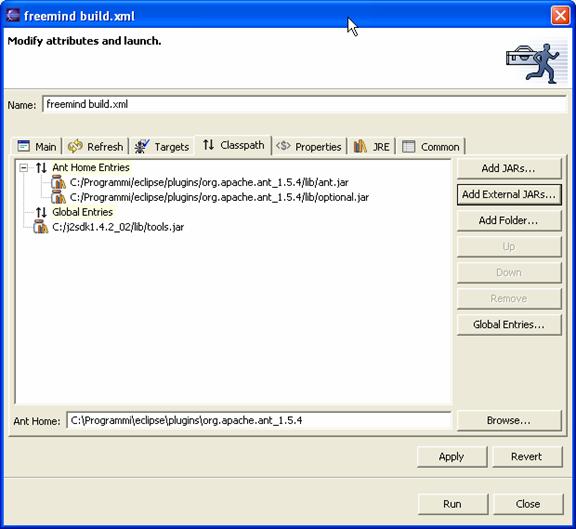 freemind build.xml
Modify attributes and launch.
Name: freemind build.xml
Main Refresh Targets Classpath <$> Properties JRE Common
Ant Home Entries
C:/Programmi/eclipse/plugins/org.apache.ant_1.5.4/lib/ant.jar
C:/Programmi/eclipse/plugins/org.apache.ant_1.5.4/lib/optional.jar
Global Entries
C:/j2sdk1.4.2_02/lib/tools.jar
Add JARs...
Add External JARs...
Add Folder...
Up
Down
Remove
Global Entries...
Ant Home: C:\Programmi\eclipse\plugins\org.apache.ant_1.5.4 Browse...
Apply Revert
Run Close